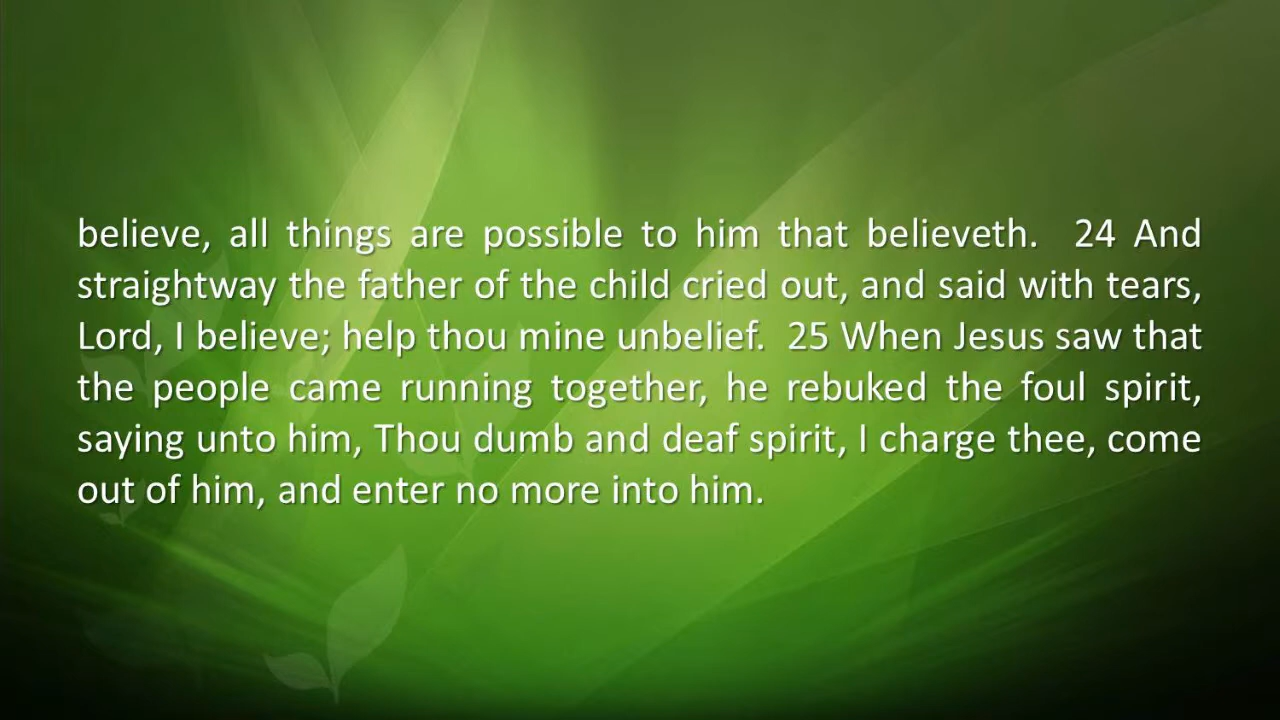 believe, all things are possible to him that believeth. 24 And
straightway the father of the child cried out, and said with tears,
Lord, I believe; help thou mine unbelief. 25 When Jesus saw that
the people came running together, he rebuked the foul spirit,
saying unto him, Thou dumb and deaf spirit, I charge thee, come
out of him, and enter no more into him.